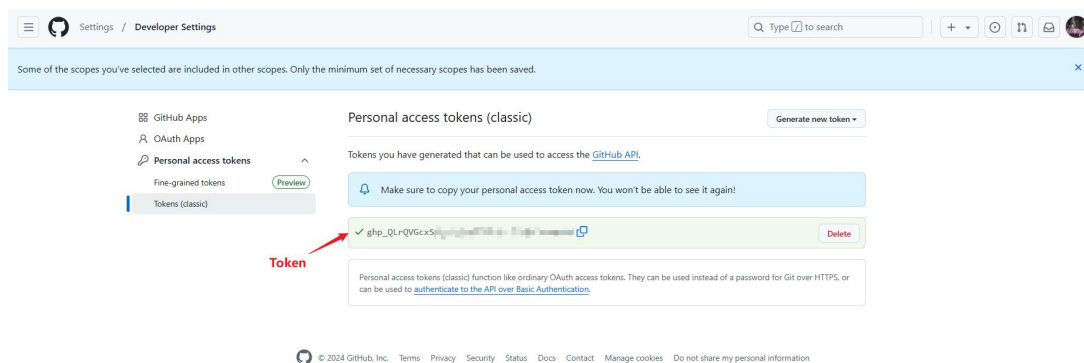 Settings / Developer Settings
Type / to search
Some of the scopes you've selected are included in other scopes. Only the minimum set of necessary scopes has been saved.
GitHub Apps
OAuth Apps
Personal access tokens
Fine-grained tokens
Preview
Tokens (classic)
Personal access tokens (classic)
Generate new token
Tokens you have generated that can be used to access the GitHub API.
Make sure to copy your personal access token now. You won't be able to see it again!
ghp_QLrQVGcxS
Delete
Token
Personal access tokens (classic) function like ordinary OAuth access tokens. They can be used instead of a password for Git over HTTPS, or
can be used to authenticate to the API over Basic Authentication.
© 2024 GitHub, Inc. Terms Privacy Security Status Docs Contact Manage cookies Do not share my personal information